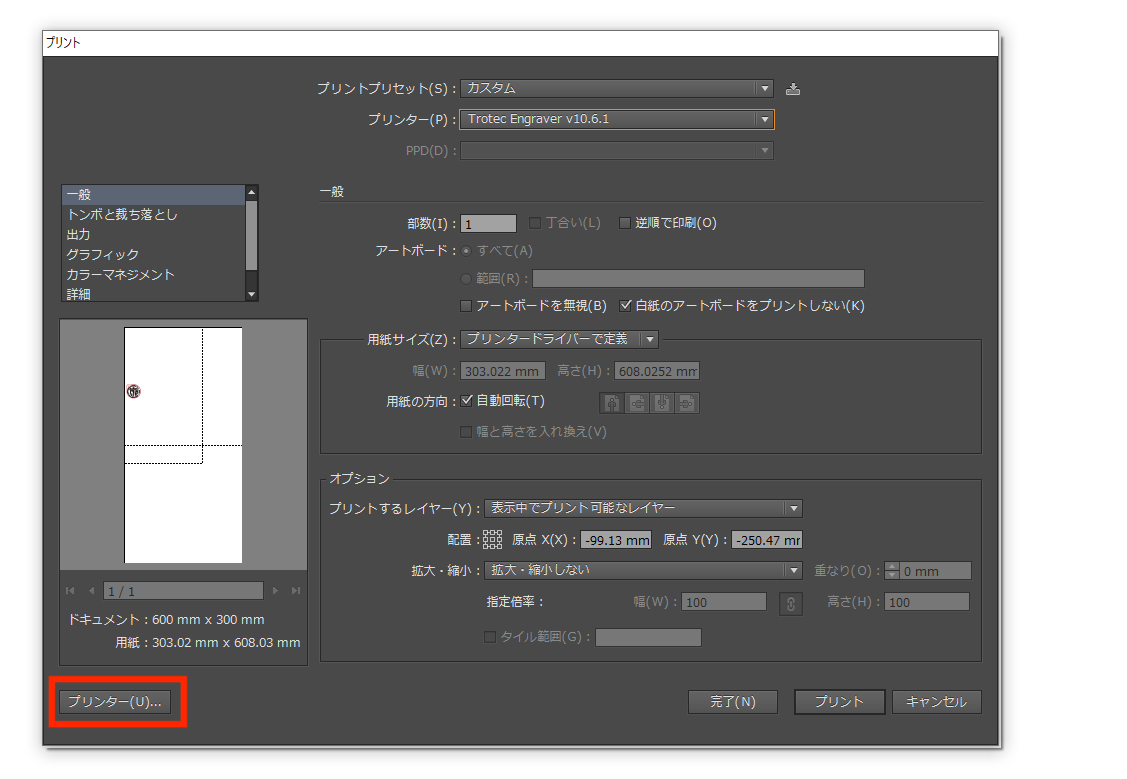 プリント
プリントプリセット(S)：カスタム
プリンター(P)：Trotec Engraver v10.6.1
PPD(D)：
一般
トンボと裁ち落とし
出力
グラフィック
カラーマネジメント
詳細
一般
部数(I)：1 丁合い(L) 逆順で印刷(O)
アートボード：すべて(A)
範囲(R)：
アートボードを無視(B) 白紙のアートボードをプリントしない(K)
用紙サイズ(Z)：プリンタードライバーで定義
幅(W)：303.022 mm 高さ(H)：608.0252 mm
用紙の方向：自動回転(T)
幅と高さを入れ換え(V)
オプション
プリントするレイヤー(Y)：表示中でプリント可能なレイヤー
配置：原点 X(X)：-99.13 mm 原点 Y(Y)：-250.47 mm
拡大・縮小：拡大・縮小しない 重なり(O)：0 mm
指定倍率： 幅(W)：100 高さ(H)：100
タイル範囲(G)：
1 / 1
ドキュメント：600 mm x 300 mm
用紙：303.02 mm x 608.03 mm
プリンター(U)... 完了(N) プリント キャンセル